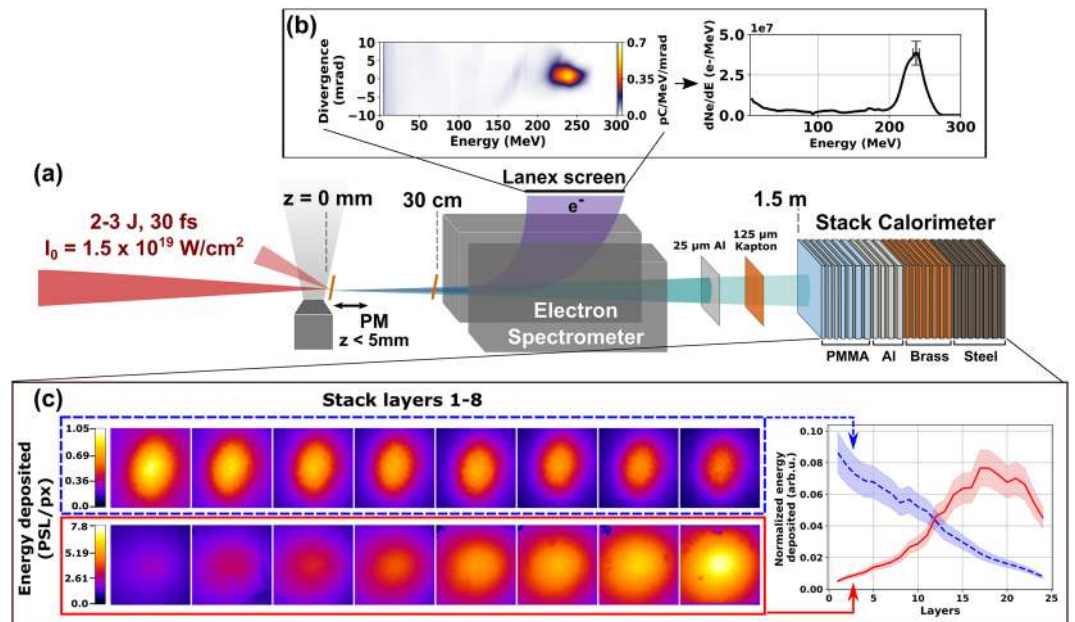 (b)
10
5
0
−5
−10
Divergence
(mrad)
0 50 100 150 200 250 300
Energy (MeV)
0.7
0.35
0.0
pC/MeV/mrad
1e7
5.0
2.5
0.0
dNe/dE (e-/MeV)
100 200 300
Energy (MeV)
(a)
2-3 J, 30 fs
I0 = 1.5 x 10^19 W/cm^2
z = 0 mm
PM
z < 5mm
30 cm
Lanex screen
e-
Electron
Spectrometer
25 µm Al
125 µm
Kapton
1.5 m
Stack Calorimeter
PMMA Al Brass Steel
(c)
Stack layers 1-8
Energy deposited
(PSL/px)
1.05
0.69
0.36
0.0
7.8
5.19
2.61
0.0
Normalized energy
deposited (arb.u.)
0.10
0.08
0.06
0.04
0.02
0.00
0 5 10 15 20 25
Layers